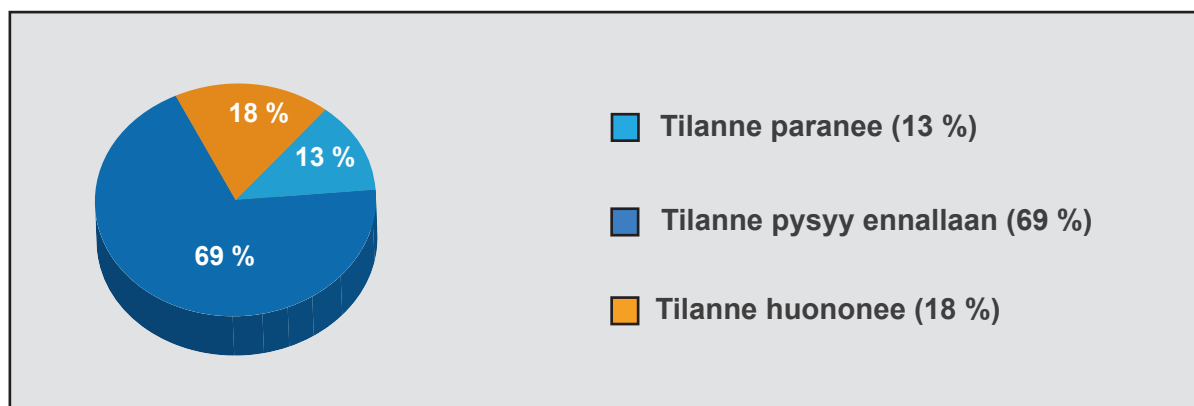 18 %
13 %
69 %
Tilanne paranee (13 %)
Tilanne pysyy ennallaan (69 %)
Tilanne huononee (18 %)